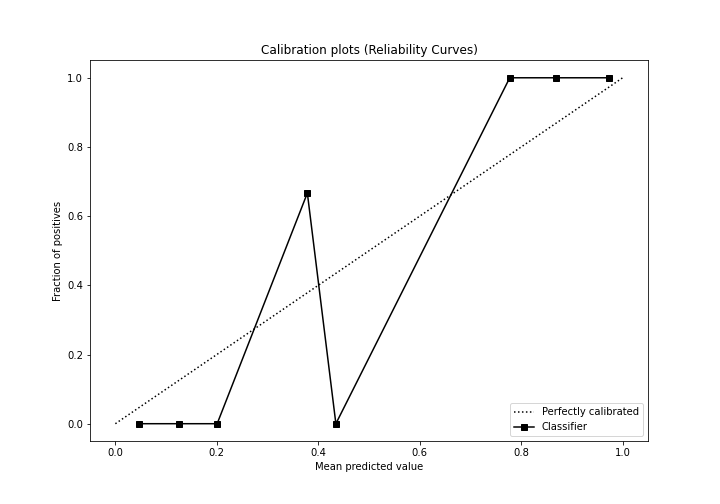 Calibration plots (Reliability Curves)
1.0
0.8
0.6
0.4
0.2
0.0
Fraction of positives
0.0 0.2 0.4 0.6 0.8 1.0
Mean predicted value
Perfectly calibrated
Classifier